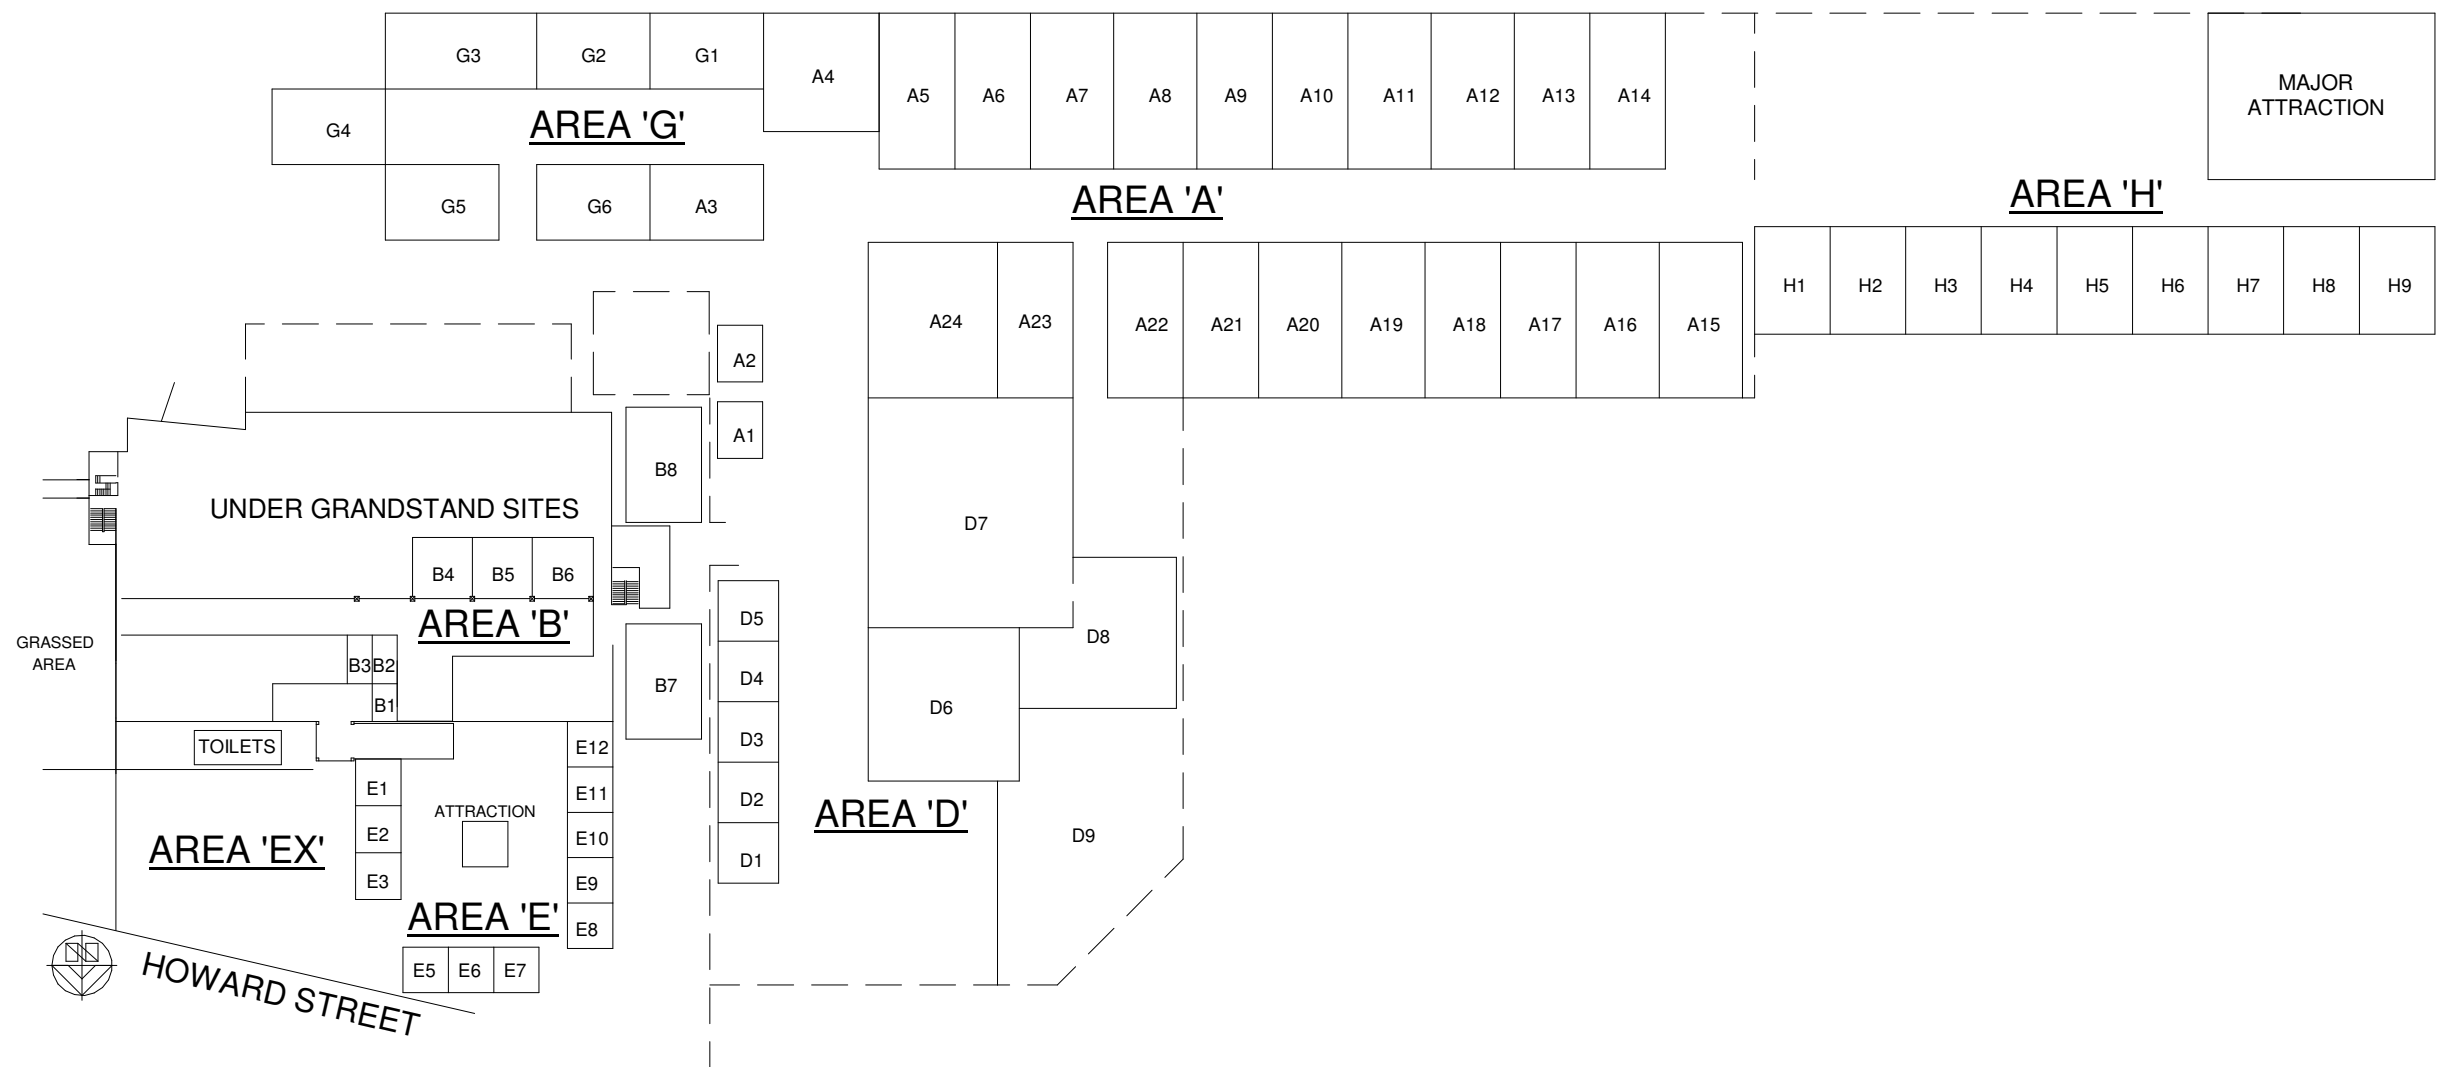 G3
G2
G1
A4
A5
A6
A7
A8
A9
A10
A11
A12
A13
A14
MAJOR
ATTRACTION
G4
AREA 'G'
G5
G6
A3
AREA 'A'
AREA 'H'
A24
A23
A22
A21
A20
A19
A18
A17
A16
A15
H1
H2
H3
H4
H5
H6
H7
H8
H9
A2
A1
B8
UNDER GRANDSTAND SITES
D7
B4
B5
B6
AREA 'B'
GRASSED
AREA
B3
B2
B1
B7
D5
D4
D3
D2
D1
D8
D6
AREA 'D'
D9
TOILETS
E12
E11
E10
E9
E8
E1
E2
E3
ATTRACTION
AREA 'EX'
AREA 'E'
E5
E6
E7
HOWARD STREET